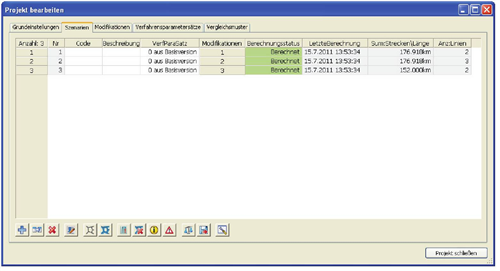 Projekt bearbeiten
Grundeinstellungen Szenarien Modifikationen Verfahrensparametersätze Vergleichsmuster
Anzahl: 3 Nr Code Beschreibung VerfParaSatz Modifikationen Berechnungsstatus LetzteBerechnung Sum:Strecken\Länge Anz:Linien
1 1 0 aus Basisversion 1 Berechnet 15.7.2011 13:53:34 176.918km 2
2 2 0 aus Basisversion 2 Berechnet 15.7.2011 13:53:34 176.918km 3
3 3 0 aus Basisversion 3 Berechnet 15.7.2011 13:53:34 152.000km 2
Projekt schließen